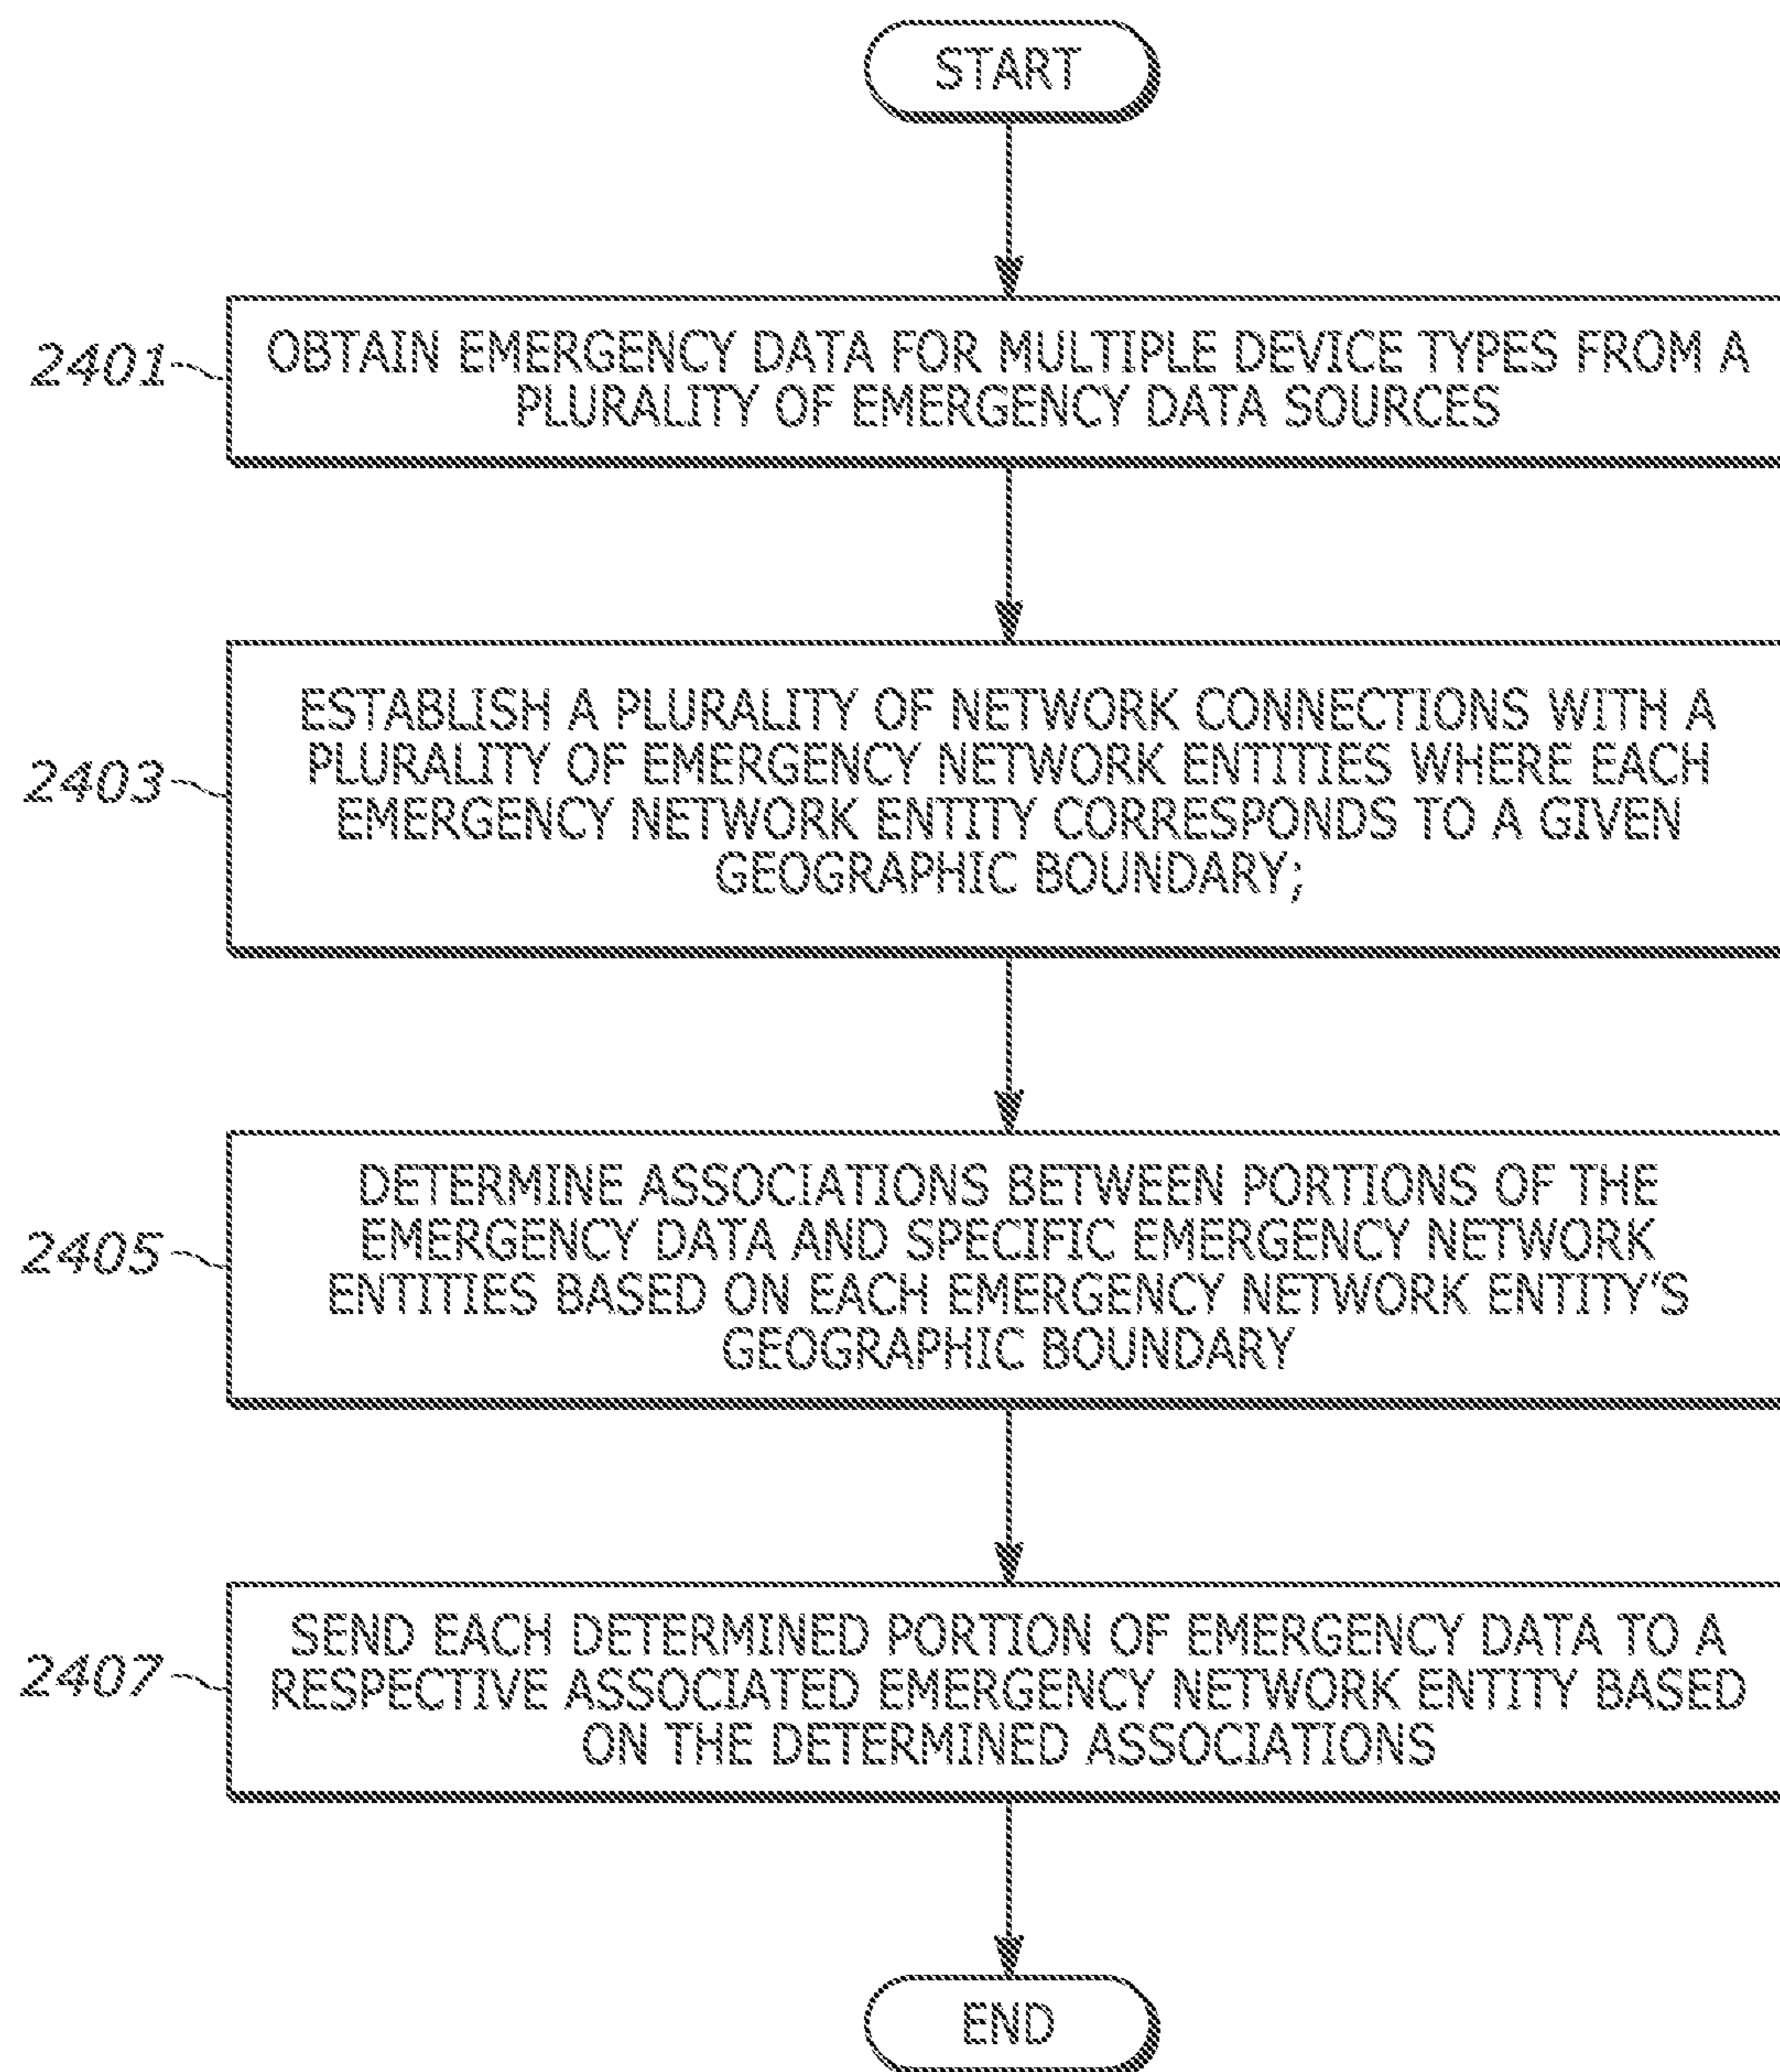 START
2401
OBTAIN EMERGENCY DATA FOR MULTIPLE DEVICE TYPES FROM A
PLURALITY OF EMERGENCY DATA SOURCES
2403
ESTABLISH A PLURALITY OF NETWORK CONNECTIONS WITH A
PLURALITY OF EMERGENCY NETWORK ENTITIES WHERE EACH
EMERGENCY NETWORK ENTITY CORRESPONDS TO A GIVEN
GEOGRAPHIC BOUNDARY;
2405
DETERMINE ASSOCIATIONS BETWEEN PORTIONS OF THE
EMERGENCY DATA AND SPECIFIC EMERGENCY NETWORK
ENTITIES BASED ON EACH EMERGENCY NETWORK ENTITY'S
GEOGRAPHIC BOUNDARY
2407
SEND EACH DETERMINED PORTION OF EMERGENCY DATA TO A
RESPECTIVE ASSOCIATED EMERGENCY NETWORK ENTITY BASED
ON THE DETERMINED ASSOCIATIONS
END